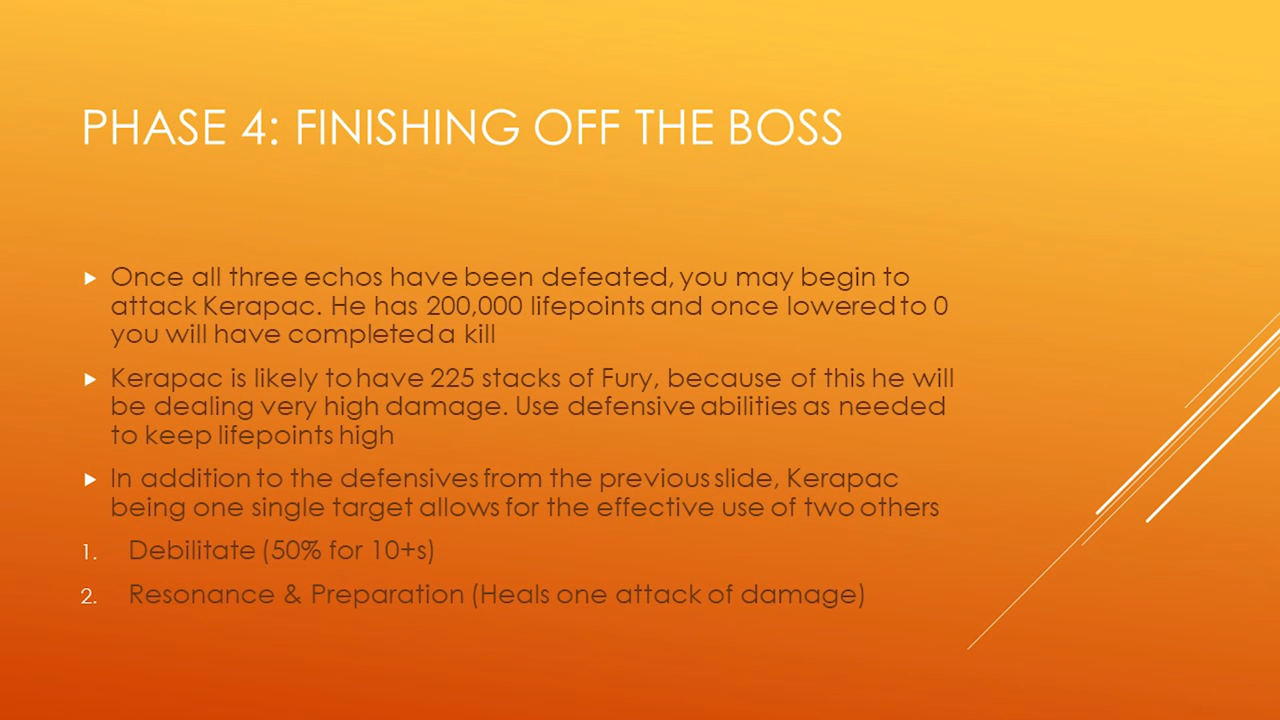 PHASE 4: FINISHING OFF THE BOSS
Once all three echos have been defeated, you may begin to
attack Kerapac. He has 200,000 lifepoints and once lowered to 0
you will have completed a kill
Kerapac is likely to have 225 stacks of Fury, because of this he will
be dealing very high damage. Use defensive abilities as needed
to keep lifepoints high
In addition to the defensives from the previous slide, Kerapac
being one single target allows for the effective use of two others
1. Debilitate (50% for 10+s)
2. Resonance & Preparation (Heals one attack of damage)